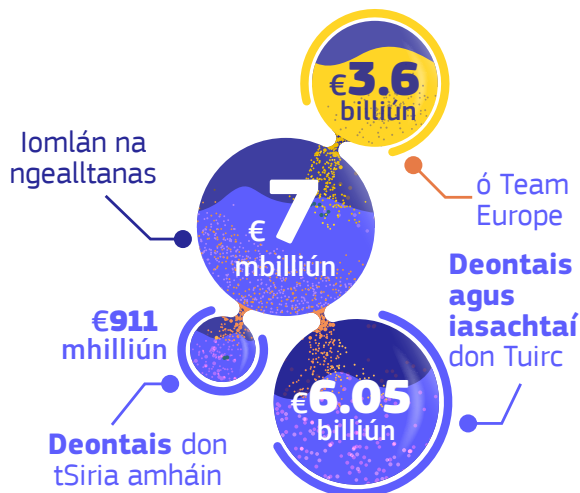 €3.6
billiún
Iomlán na
ngealltanas
€7
mbilliún
ó Team
Europe
€911
mhilliún
Deontais
agus
iasachtaí
don Tuirc
€6.05
billiún
Deontais don
tSiria amháin